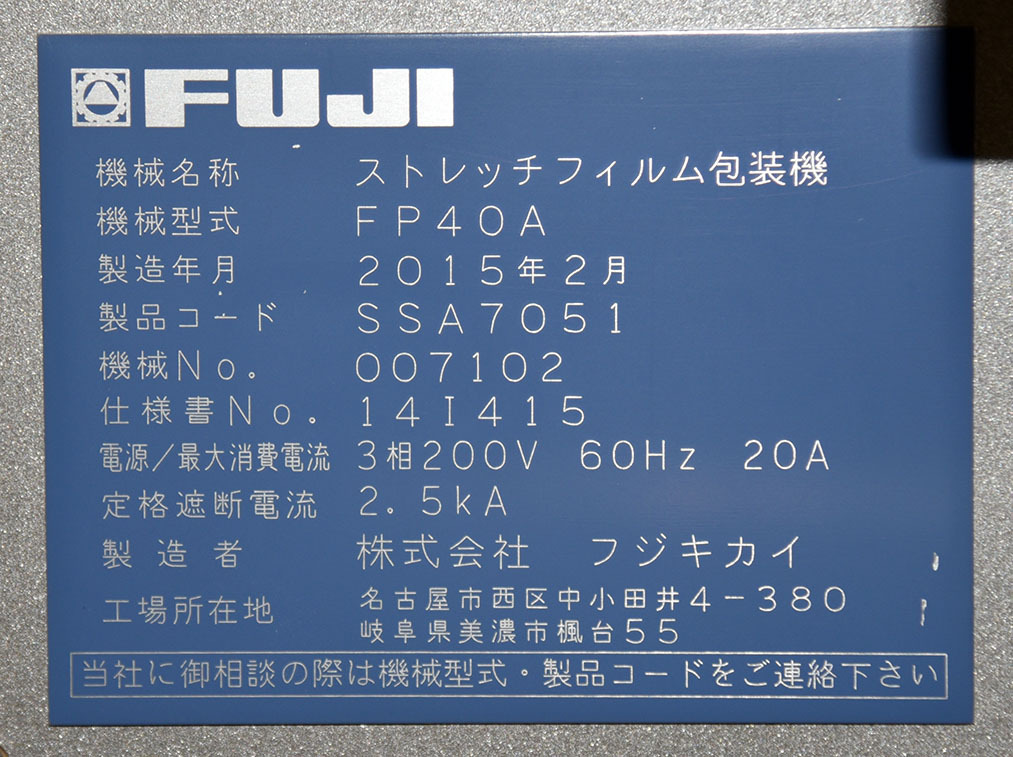 FUJI
機械名称 ストレッチフィルム包装機
機械型式 FP40A
製造年月 2015年2月
製品コード SSA7051
機械No. 007102
仕様書No. 14I415
電源/最大消費電流 3相200V 60Hz 20A
定格遮断電流 2.5kA
製造者 株式会社 フジキカイ
工場所在地 名古屋市西区中小田井4-380
岐阜県美濃市楓台55
当社に御相談の際は機械型式・製品コードをご連絡下さい